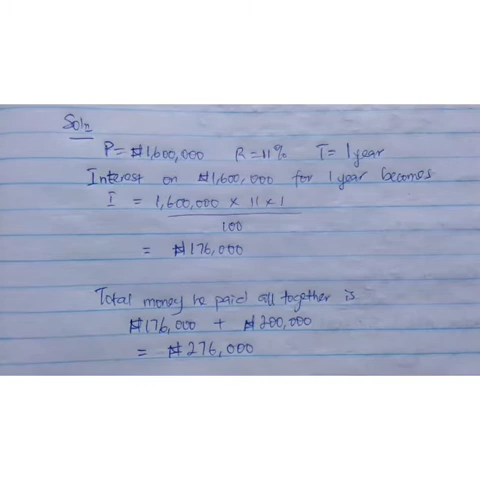 Soln
P = ₦1,600,000 R = 11% T = 1 year
Interest on ₦1,600,000 for 1 year becomes
I = 1,600,000 × 11 × 1
100
= ₦176,000
Total money he paid all together is
₦176,000 + ₦200,000
= ₦276,000